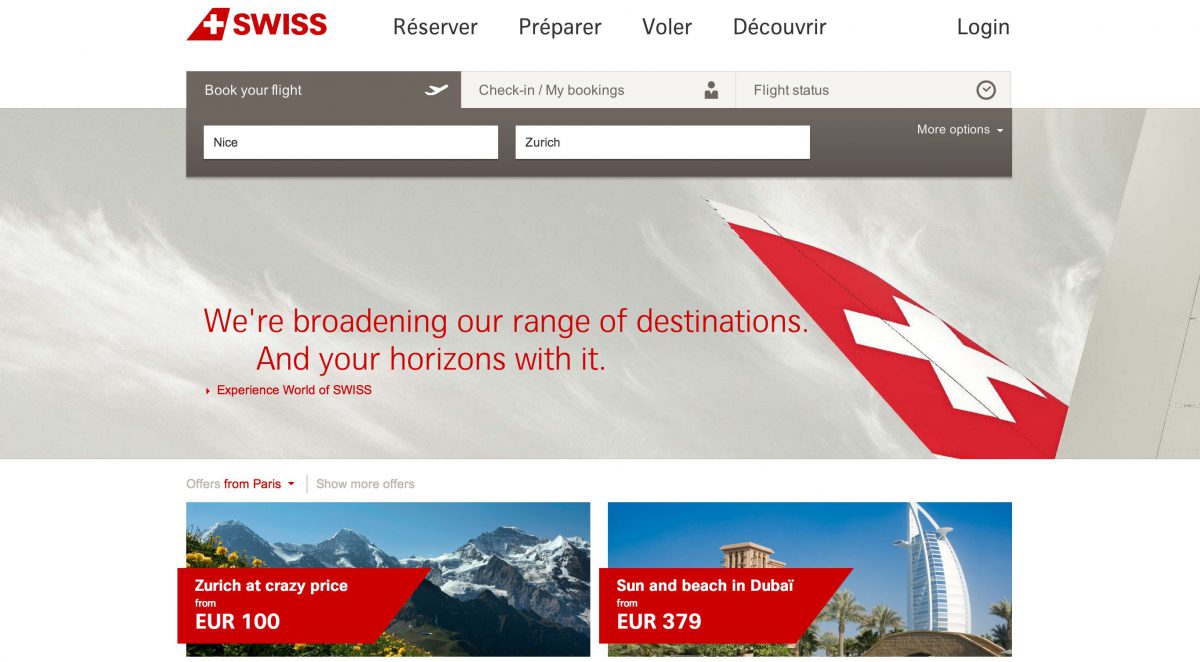 SWISS
Réserver Préparer Voler Découvrir Login
Book your flight Check-in / My bookings Flight status
Nice Zurich More options
We're broadening our range of destinations.
And your horizons with it.
Experience World of SWISS
Offers from Paris Show more offers
Zurich at crazy price
from
EUR 100
Sun and beach in Dubaï
from
EUR 379